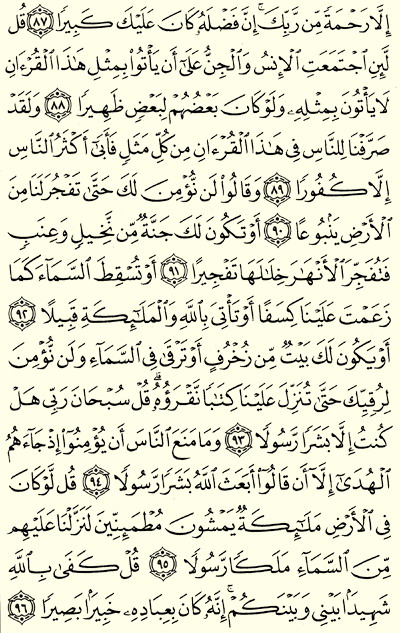 إِلَّا رَحْمَةً مِّن رَّبِّكَ ۚ إِنَّ فَضْلَهُۥ كَانَ عَلَيْكَ كَبِيرًا ﴿٨٧﴾ قُل
لَّئِنِ ٱجْتَمَعَتِ ٱلْإِنسُ وَٱلْجِنُّ عَلَىٰٓ أَن يَأْتُوا۟ بِمِثْلِ هَٰذَا ٱلْقُرْءَانِ
لَا يَأْتُونَ بِمِثْلِهِۦ وَلَوْ كَانَ بَعْضُهُمْ لِبَعْضٍ ظَهِيرًا ﴿٨٨﴾ وَلَقَدْ
صَرَّفْنَا لِلنَّاسِ فِى هَٰذَا ٱلْقُرْءَانِ مِن كُلِّ مَثَلٍ فَأَبَىٰٓ أَكْثَرُ ٱلنَّاسِ
إِلَّا كُفُورًا ﴿٨٩﴾ وَقَالُوا۟ لَن نُّؤْمِنَ لَكَ حَتَّىٰ تَفْجُرَ لَنَا مِنَ
ٱلْأَرْضِ يَنۢبُوعًا ﴿٩٠﴾ أَوْ تَكُونَ لَكَ جَنَّةٌ مِّن نَّخِيلٍ وَعِنَبٍ
فَتُفَجِّرَ ٱلْأَنْهَٰرَ خِلَٰلَهَا تَفْجِيرًا ﴿٩١﴾ أَوْ تُسْقِطَ ٱلسَّمَآءَ كَمَا
زَعَمْتَ عَلَيْنَا كِسَفًا أَوْ تَأْتِىَ بِٱللَّهِ وَٱلْمَلَٰٓئِكَةِ قَبِيلًا ﴿٩٢﴾
أَوْ يَكُونَ لَكَ بَيْتٌ مِّن زُخْرُفٍ أَوْ تَرْقَىٰ فِى ٱلسَّمَآءِ وَلَن نُّؤْمِنَ
لِرُقِيِّكَ حَتَّىٰ تُنَزِّلَ عَلَيْنَا كِتَٰبًا نَّقْرَؤُهُۥ ۗ قُلْ سُبْحَانَ رَبِّى هَلْ
كُنتُ إِلَّا بَشَرًا رَّسُولًا ﴿٩٣﴾ وَمَا مَنَعَ ٱلنَّاسَ أَن يُؤْمِنُوٓا۟ إِذْ جَآءَهُمُ
ٱلْهُدَىٰٓ إِلَّآ أَن قَالُوٓا۟ أَبَعَثَ ٱللَّهُ بَشَرًا رَّسُولًا ﴿٩٤﴾ قُل لَّوْ كَانَ
فِى ٱلْأَرْضِ مَلَٰٓئِكَةٌ يَمْشُونَ مُطْمَئِنِّينَ لَنَزَّلْنَا عَلَيْهِم
مِّنَ ٱلسَّمَآءِ مَلَكًا رَّسُولًا ﴿٩٥﴾ قُلْ كَفَىٰ بِٱللَّهِ
شَهِيدًۢا بَيْنِى وَبَيْنَكُمْ ۚ إِنَّهُۥ كَانَ بِعِبَادِهِۦ خَبِيرًۢا بَصِيرًا ﴿٩٦﴾